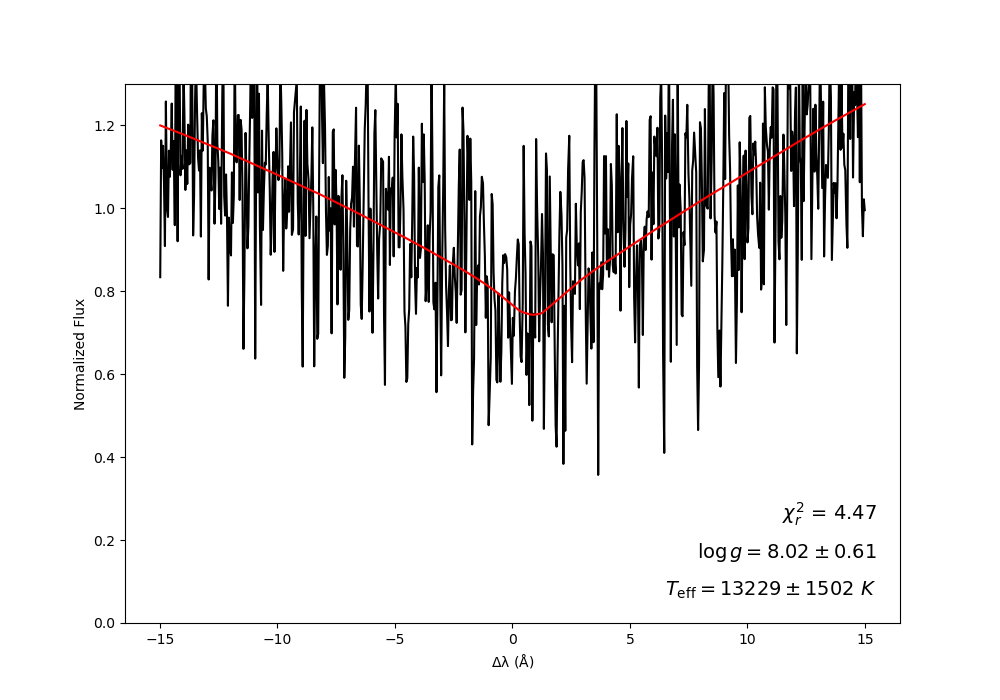 1.2
1.0
0.8
0.6
0.4
0.2
0.0
Normalized Flux
χ²ᵣ = 4.47
log g = 8.02 ± 0.61
T_eff = 13229 ± 1502 K
−15 −10 −5 0 5 10 15
Δλ (Å)